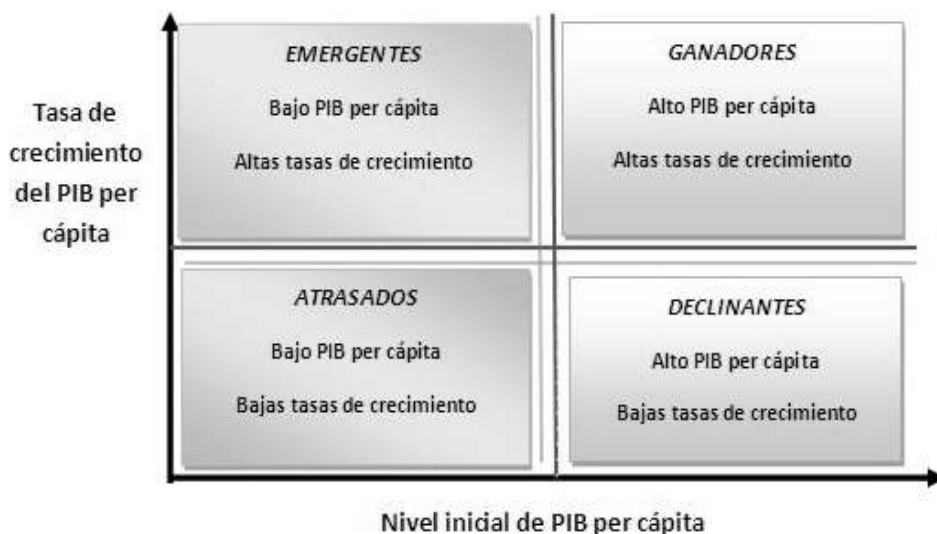 Tasa de
crecimiento
del PIB per
cápita
EMERGENTES
Bajo PIB per cápita
Altas tasas de crecimiento
GANADORES
Alto PIB per cápita
Altas tasas de crecimiento
ATRASADOS
Bajo PIB per cápita
Bajas tasas de crecimiento
DECLINANTES
Alto PIB per cápita
Bajas tasas de crecimiento
Nivel inicial de PIB per cápita